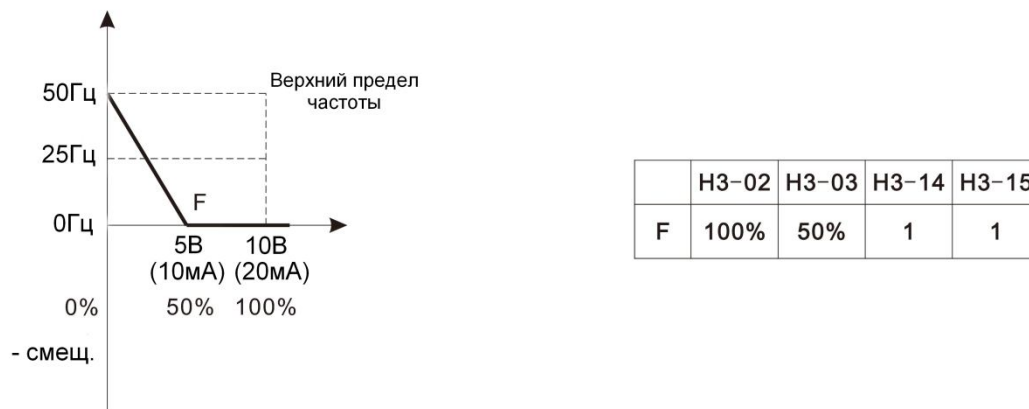 50Гц
Верхний предел
частоты
25Гц
F
0Гц
5В 10В
(10мА) (20мА)
0% 50% 100%
- смещ.
H3-02 H3-03 H3-14 H3-15
F 100% 50% 1 1